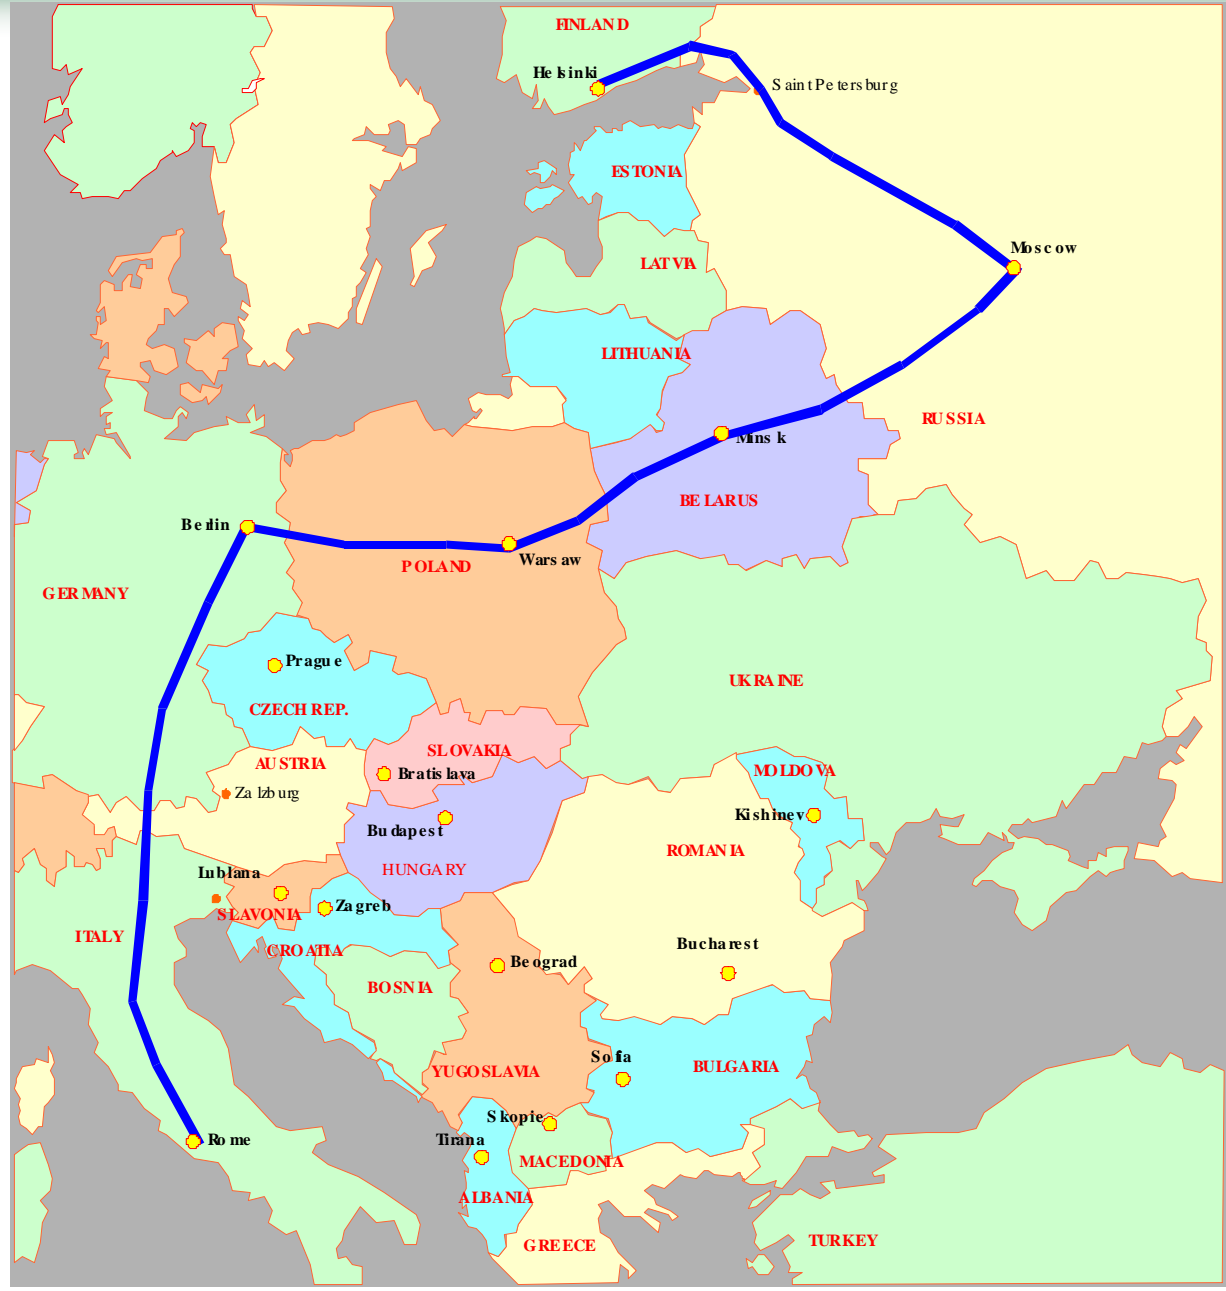 FINLAND
Helsinki
Saint Petersburg
ESTONIA
Moscow
LATVIA
LITHUANIA
RUSSIA
Minsk
BELARUS
Berlin
Warsaw
POLAND
GERMANY
Prague
UKRAINE
CZECH REP.
SLOVAKIA
AUSTRIA
MOLDOVA
Bratislava
Zalzburg
Kishinev
Budapest
ROMANIA
HUNGARY
Lublana
Zagreb
SLAVONIA
ITALY
Bucharest
CROATIA
Beograd
BOSNIA
Sofia
BULGARIA
YUGOSLAVIA
Skopie
Rome
Tirana
MACEDONIA
ALBANIA
TURKEY
GREECE